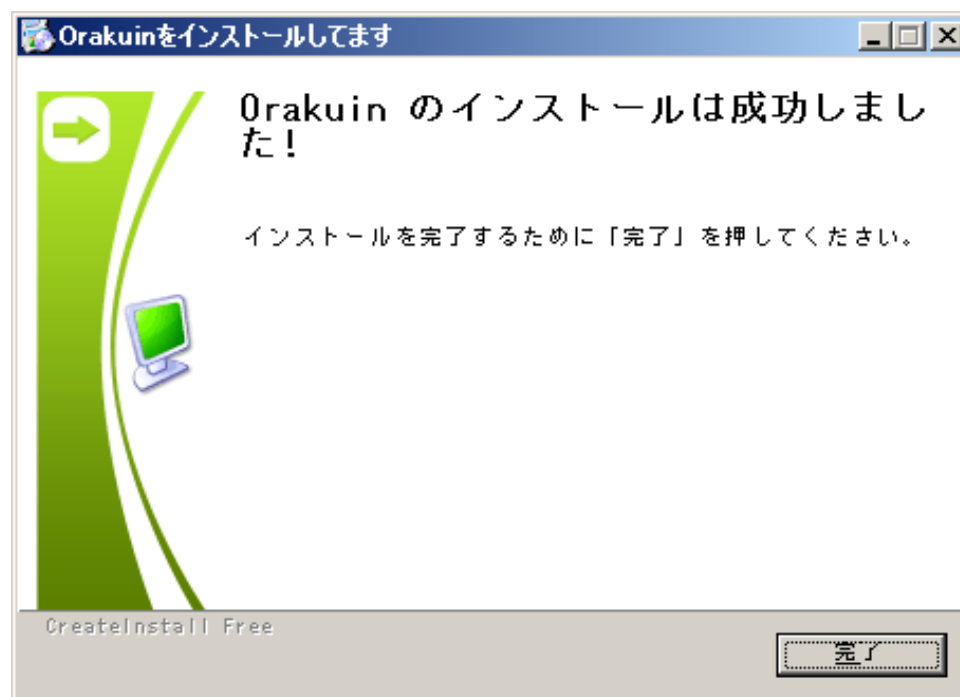 Orakuinをインストールしてます
Orakuin のインストールは成功しまし
た!
インストールを完了するために「完了」を押してください。
CreateInstall Free
完了